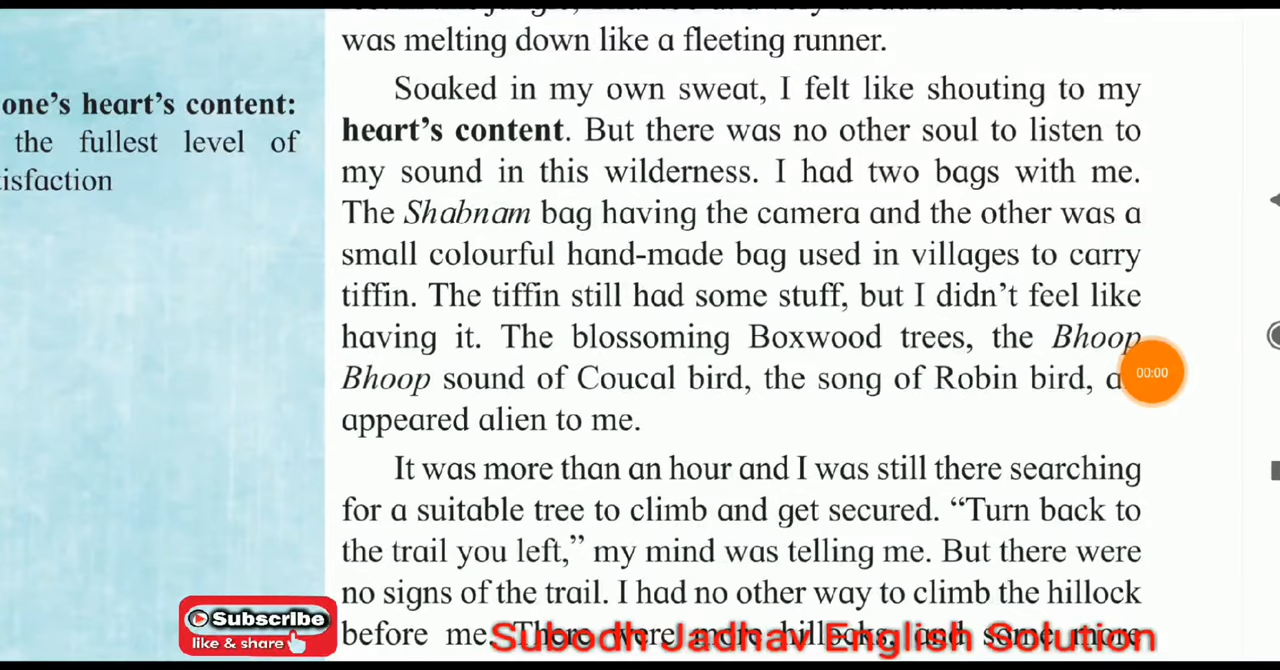 was melting down like a fleeting runner.
one's heart's content:
the fullest level of
isfaction
Soaked in my own sweat, I felt like shouting to my
heart's content. But there was no other soul to listen to
my sound in this wilderness. I had two bags with me.
The Shabnam bag having the camera and the other was a
small colourful hand-made bag used in villages to carry
tiffin. The tiffin still had some stuff, but I didn't feel like
having it. The blossoming Boxwood trees, the Bhoop
Bhoop sound of Coucal bird, the song of Robin bird,
appeared alien to me.
It was more than an hour and I was still there searching
for a suitable tree to climb and get secured. “Turn back to
the trail you left,” my mind was telling me. But there were
no signs of the trail. I had no other way to climb the hillock
before me. There were more hillocks, and some more
00:00
Subscribe
like & share
Subodh Jadhav English Solution